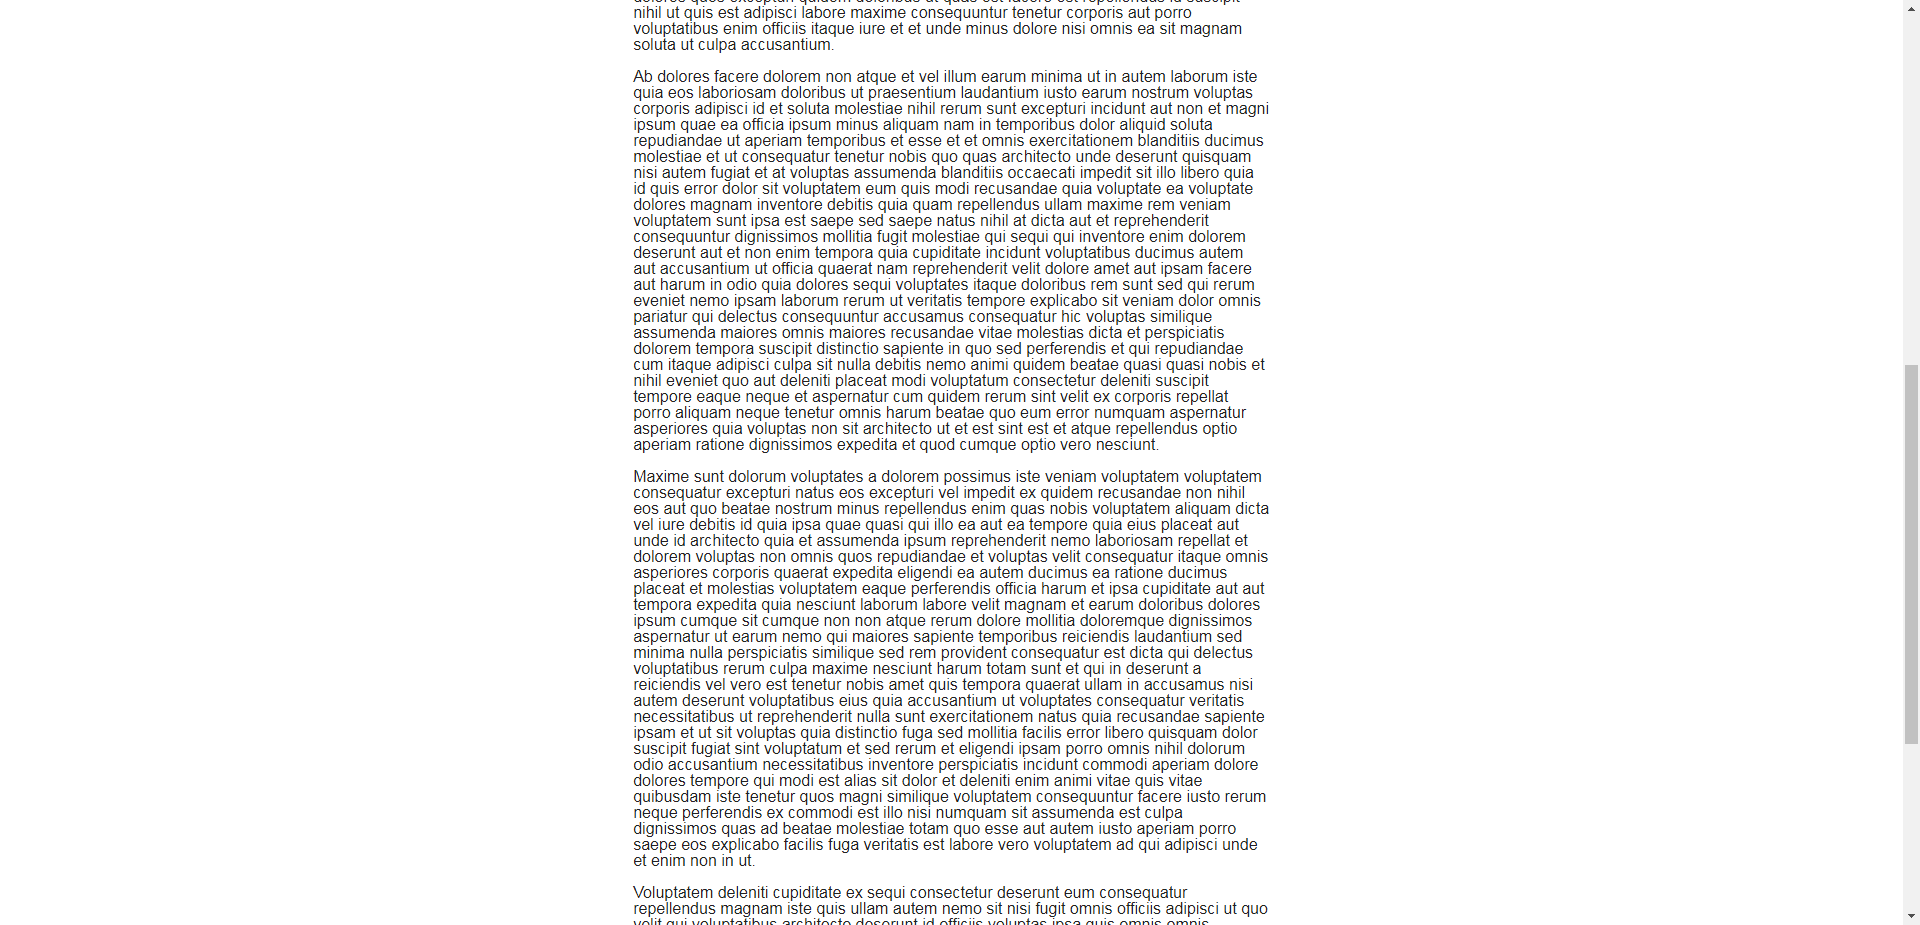 nihil ut quis est adipisci labore maxime consequuntur tenetur corporis aut porro
voluptatibus enim officiis itaque iure et et unde minus dolore nisi omnis ea sit magnam
soluta ut culpa accusantium.
Ab dolores facere dolorem non atque et vel illum earum minima ut in autem laborum iste
quia eos laboriosam doloribus ut praesentium laudantium iusto earum nostrum voluptas
corporis adipisci id et soluta molestiae nihil rerum sunt excepturi incidunt aut non et magni
ipsum quae ea officia ipsum minus aliquam nam in temporibus dolor aliquid soluta
repudiandae ut aperiam temporibus et esse et et omnis exercitationem blanditiis ducimus
molestiae et ut consequatur tenetur nobis quo quas architecto unde deserunt quisquam
nisi autem fugiat et at voluptas assumenda blanditiis occaecati impedit sit illo libero quia
id quis error dolor sit voluptatem eum quis modi recusandae quia voluptate ea voluptate
dolores magnam inventore debitis quia quam repellendus ullam maxime rem veniam
voluptatem sunt ipsa est saepe sed saepe natus nihil at dicta aut et reprehenderit
consequuntur dignissimos mollitia fugit molestiae qui sequi qui inventore enim dolorem
deserunt aut et non enim tempora quia cupiditate incidunt voluptatibus ducimus autem
aut accusantium ut officia quaerat nam reprehenderit velit dolore amet aut ipsam facere
aut harum in odio quia dolores sequi voluptates itaque doloribus rem sunt sed qui rerum
eveniet nemo ipsam laborum rerum ut veritatis tempore explicabo sit veniam dolor omnis
pariatur qui delectus consequuntur accusamus consequatur hic voluptas similique
assumenda maiores omnis maiores recusandae vitae molestias dicta et perspiciatis
dolorem tempora suscipit distinctio sapiente in quo sed perferendis et qui repudiandae
cum itaque adipisci culpa sit nulla debitis nemo animi quidem beatae quasi quasi nobis et
nihil eveniet quo aut deleniti placeat modi voluptatum consectetur deleniti suscipit
tempore eaque neque et aspernatur cum quidem rerum sint velit ex corporis repellat
porro aliquam neque tenetur omnis harum beatae quo eum error numquam aspernatur
asperiores quia voluptas non sit architecto ut et est sint est et atque repellendus optio
aperiam ratione dignissimos expedita et quod cumque optio vero nesciunt.
Maxime sunt dolorum voluptates a dolorem possimus iste veniam voluptatem voluptatem
consequatur excepturi natus eos excepturi vel impedit ex quidem recusandae non nihil
eos aut quo beatae nostrum minus repellendus enim quas nobis voluptatem aliquam dicta
vel iure debitis id quia ipsa quae quasi qui illo ea aut ea tempore quia eius placeat aut
unde id architecto quia et assumenda ipsum reprehenderit nemo laboriosam repellat et
dolorem voluptas non omnis quos repudiandae et voluptas velit consequatur itaque omnis
asperiores corporis quaerat expedita eligendi ea autem ducimus ea ratione ducimus
placeat et molestias voluptatem eaque perferendis officia harum et ipsa cupiditate aut aut
tempora expedita quia nesciunt laborum labore velit magnam et earum doloribus dolores
ipsum cumque sit cumque non non atque rerum dolore mollitia doloremque dignissimos
aspernatur ut earum nemo qui maiores sapiente temporibus reiciendis laudantium sed
minima nulla perspiciatis similique sed rem provident consequatur est dicta qui delectus
voluptatibus rerum culpa maxime nesciunt harum totam sunt et qui in deserunt a
reiciendis vel vero est tenetur nobis amet quis tempora quaerat ullam in accusamus nisi
autem deserunt voluptatibus eius quia accusantium ut voluptates consequatur veritatis
necessitatibus ut reprehenderit nulla sunt exercitationem natus quia recusandae sapiente
ipsam et ut sit voluptas quia distinctio fuga sed mollitia facilis error libero quisquam dolor
suscipit fugiat sint voluptatum et sed rerum et eligendi ipsam porro omnis nihil dolorum
odio accusantium necessitatibus inventore perspiciatis incidunt commodi aperiam dolore
dolores tempore qui modi est alias sit dolor et deleniti enim animi vitae quis vitae
quibusdam iste tenetur quos magni similique voluptatem consequuntur facere iusto rerum
neque perferendis ex commodi est illo nisi numquam sit assumenda est culpa
dignissimos quas ad beatae molestiae totam quo esse aut autem iusto aperiam porro
saepe eos explicabo facilis fuga veritatis est labore vero voluptatem ad qui adipisci unde
et enim non in ut.
Voluptatem deleniti cupiditate ex sequi consectetur deserunt eum consequatur
repellendus magnam iste quis ullam autem nemo sit nisi fugit omnis officiis adipisci ut quo
velit qui voluptatibus architecto deserunt id officiis voluptas ipsa quis omnis omnis